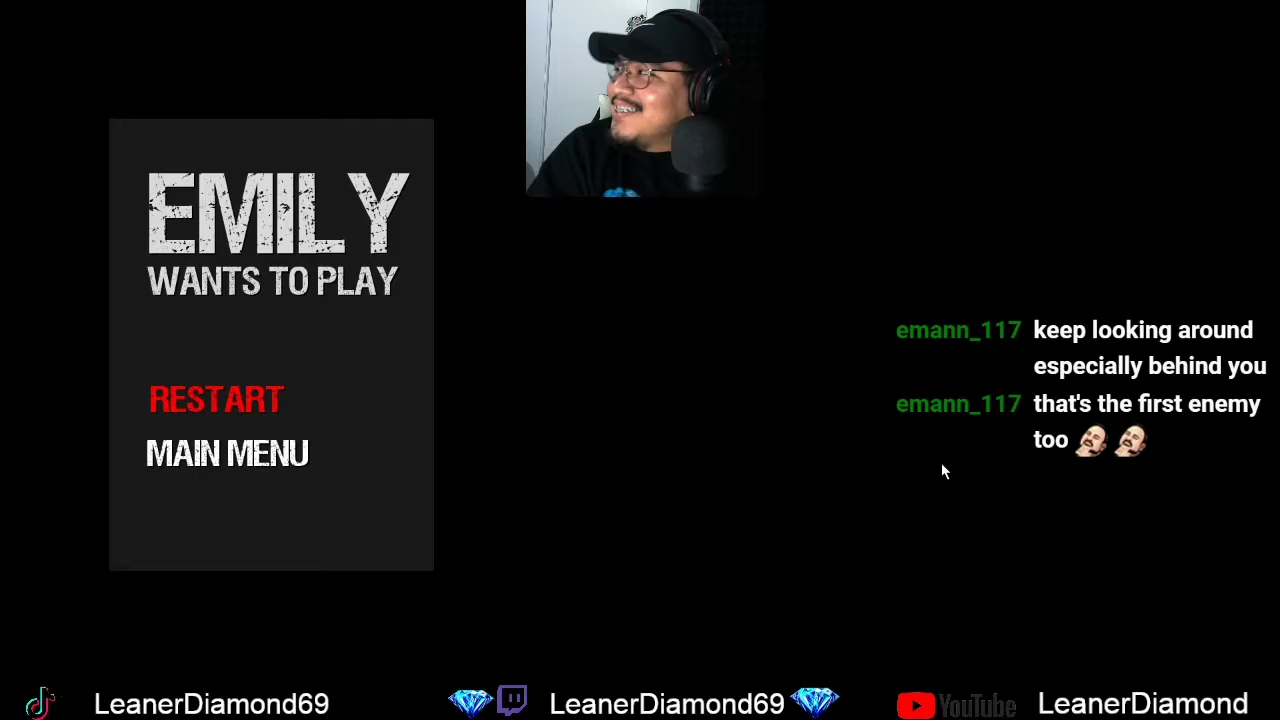 EMILY
WANTS TO PLAY
RESTART
MAIN MENU
emann_117 keep looking around
especially behind you
emann_117 that's the first enemy
too
LeanerDiamond69
LeanerDiamond69
YouTube
LeanerDiamond